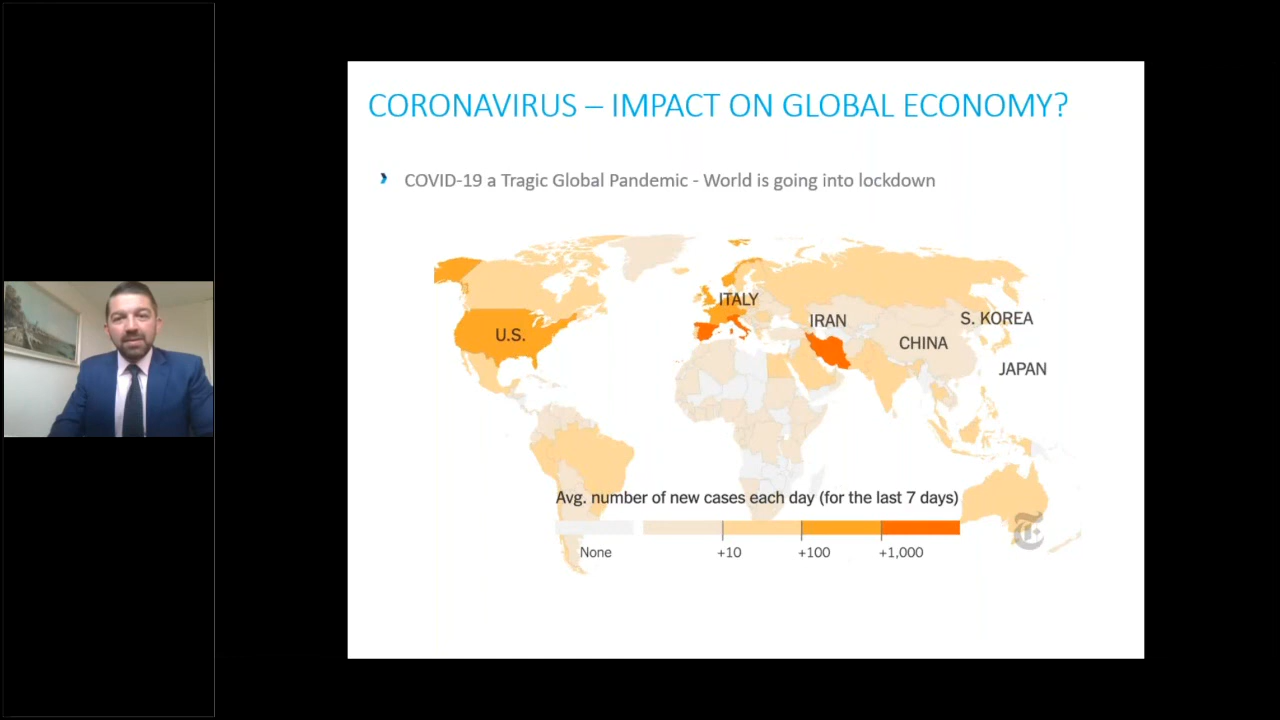 CORONAVIRUS – IMPACT ON GLOBAL ECONOMY?
COVID-19 a Tragic Global Pandemic - World is going into lockdown
ITALY
U.S.
IRAN
S. KOREA
CHINA
JAPAN
Avg. number of new cases each day (for the last 7 days)
None
+10
+100
+1,000
T